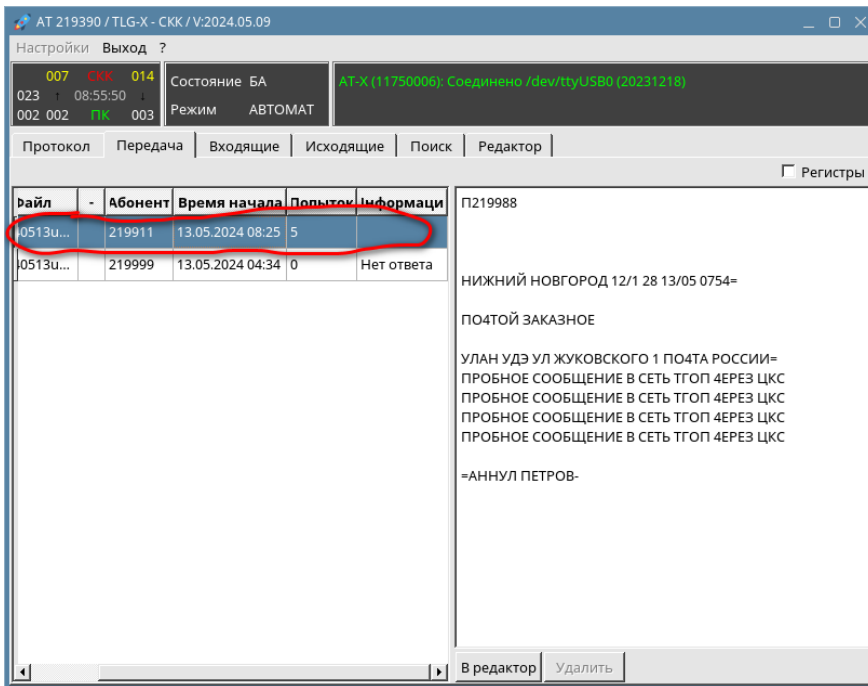 АТ 219390 / TLG-X - СКК / V:2024.05.09
Настройки Выход ?
007 СКК 014
023 ↑ 08:55:50 ↓
002 002 ПК 003
Состояние БА
Режим АВТОМАТ
AT-X (11750006): Соединено /dev/ttyUSB0 (20231218)
Протокол Передача Входящие Исходящие Поиск Редактор
Регистры
Файл - Абонент Время начала Попыток Информаци
40513u... 219911 13.05.2024 08:25 5
40513u... 219999 13.05.2024 04:34 0 Нет ответа
П219988
НИЖНИЙ НОВГОРОД 12/1 28 13/05 0754=
ПО4ТОЙ ЗАКАЗНОЕ
УЛАН УДЭ УЛ ЖУКОВСКОГО 1 ПО4ТА РОССИИ=
ПРОБНОЕ СООБЩЕНИЕ В СЕТЬ ТГОП 4ЕРЕЗ ЦКС
ПРОБНОЕ СООБЩЕНИЕ В СЕТЬ ТГОП 4ЕРЕЗ ЦКС
ПРОБНОЕ СООБЩЕНИЕ В СЕТЬ ТГОП 4ЕРЕЗ ЦКС
ПРОБНОЕ СООБЩЕНИЕ В СЕТЬ ТГОП 4ЕРЕЗ ЦКС
=АННУЛ ПЕТРОВ-
В редактор Удалить